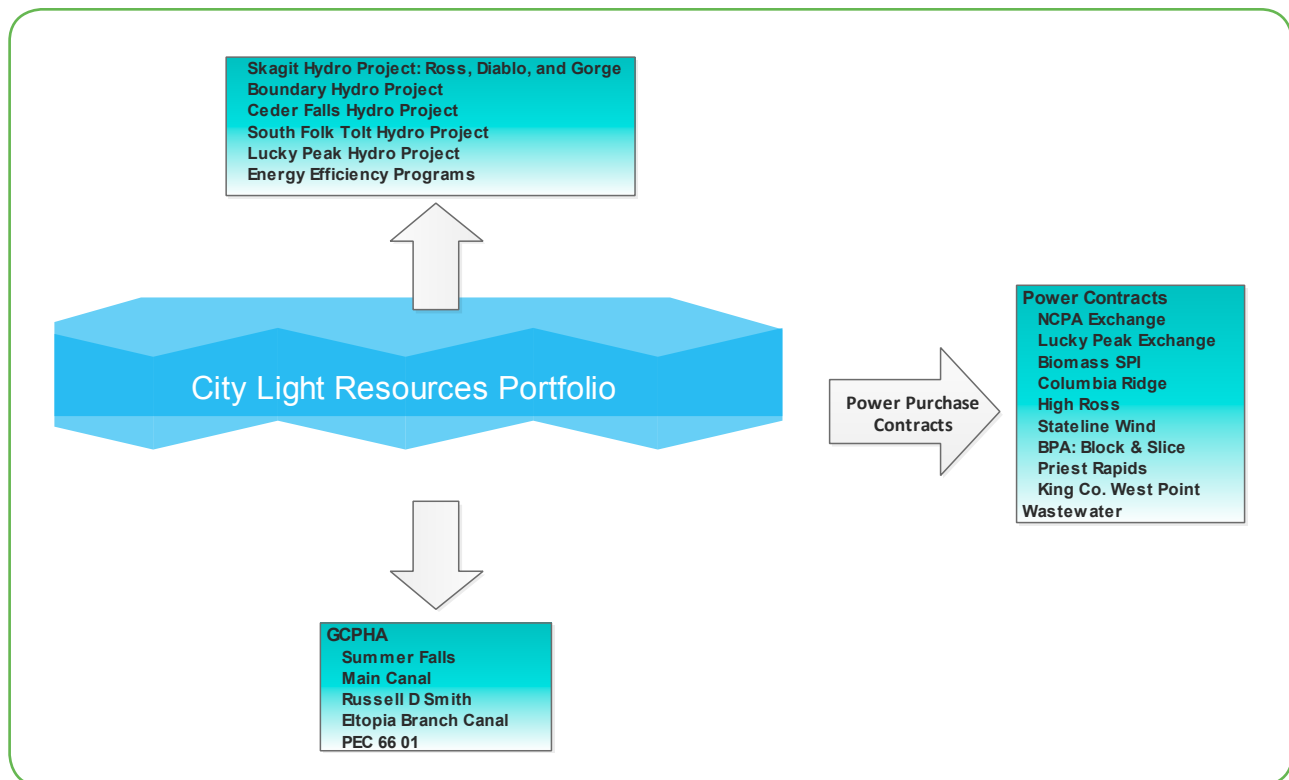 Skagit Hydro Project: Ross, Diablo, and Gorge
Boundary Hydro Project
Ceder Falls Hydro Project
South Folk Tolt Hydro Project
Lucky Peak Hydro Project
Energy Efficiency Programs
City Light Resources Portfolio
Power Purchase
Contracts
Power Contracts
NCPA Exchange
Lucky Peak Exchange
Biomass SPI
Columbia Ridge
High Ross
Stateline Wind
BPA: Block & Slice
Priest Rapids
King Co. West Point
Wastewater
GCPHA
Summer Falls
Main Canal
Russell D Smith
Eltopia Branch Canal
PEC 66 01